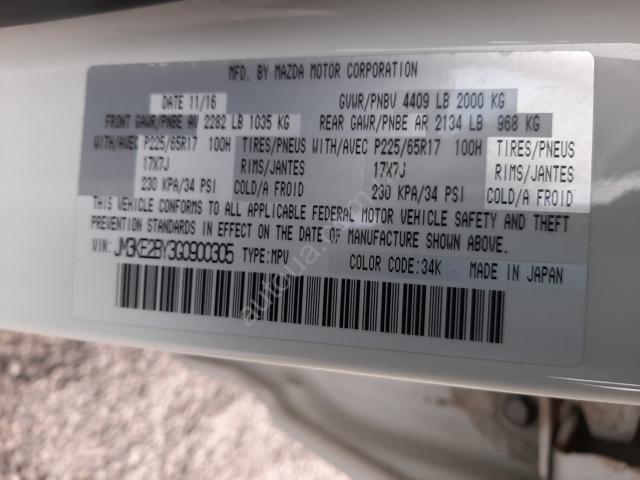 MFD. BY MAZDA MOTOR CORPORATION
DATE 11/16 GVWR/PNBV 4409 LB 2000 KG
FRONT GAWR/PNBE AV 2282 LB 1035 KG REAR GAWR/PNBE AR 2134 LB 968 KG
WITH/AVEC P225/65R17 100H TIRES/PNEUS WITH/AVEC P225/65R17 100H TIRES/PNEUS
17X7J RIMS/JANTES 17X7J RIMS/JANTES
230 KPA/34 PSI COLD/A FROID 230 KPA/34 PSI COLD/A FROID
THIS VEHICLE CONFORMS TO ALL APPLICABLE FEDERAL MOTOR VEHICLE SAFETY AND THEFT
PREVENTION STANDARDS IN EFFECT ON THE DATE OF MANUFACTURE SHOWN ABOVE.
VIN: JM3KE2BY3G0900305 TYPE:MPV COLOR CODE:34K MADE IN JAPAN
autoua.com